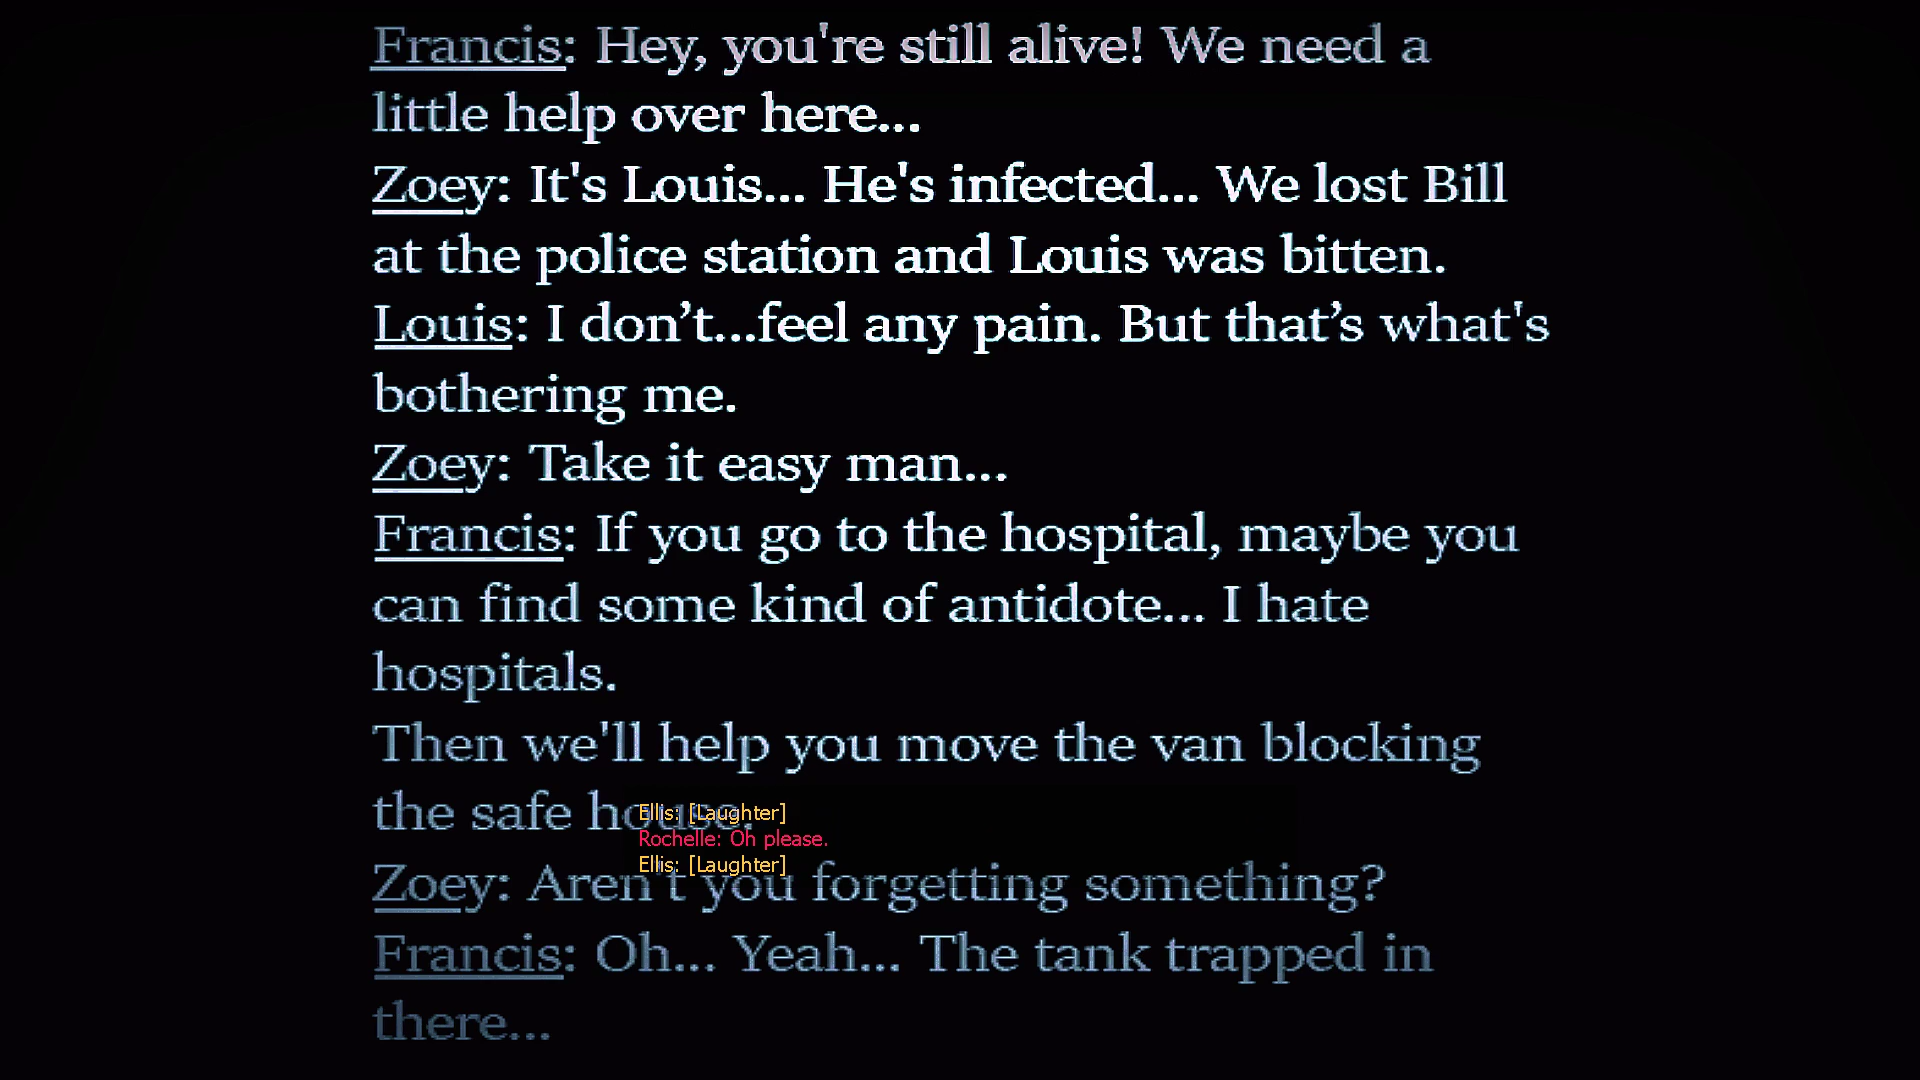 Francis: Hey, you're still alive! We need a
little help over here...
Zoey: It's Louis... He's infected... We lost Bill
at the police station and Louis was bitten.
Louis: I don’t...feel any pain. But that’s what's
bothering me.
Zoey: Take it easy man...
Francis: If you go to the hospital, maybe you
can find some kind of antidote... I hate
hospitals.
Then we'll help you move the van blocking
the safe house.
Ellis: [Laughter]
Rochelle: Oh please.
Ellis: [Laughter]
Zoey: Aren't you forgetting something?
Francis: Oh... Yeah... The tank trapped in
there...